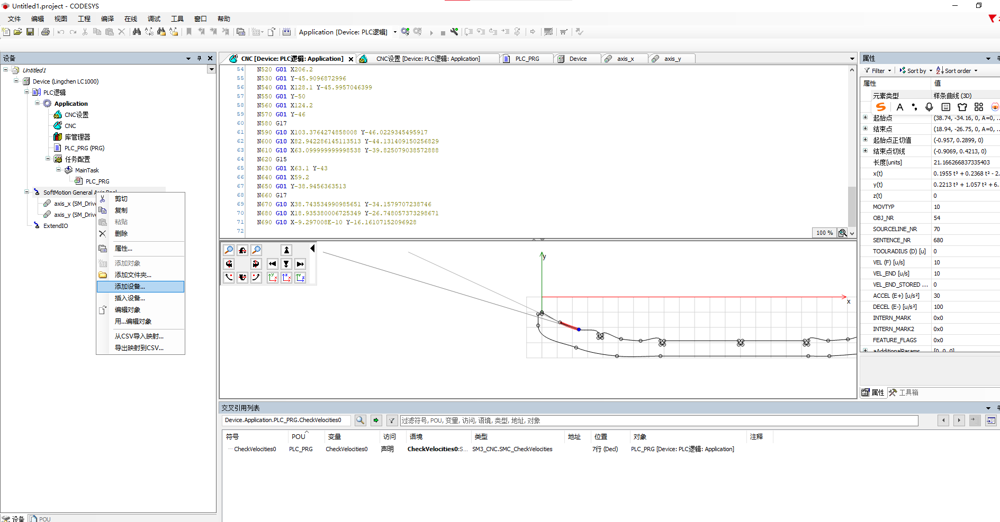 Untitled1.project - CODESYS
文件 编辑 视图 工程 编译 在线 调试 工具 窗口 帮助
Application [Device: PLC逻辑]
设备
Untitled1
Device (Lingchen LC1000)
PLC逻辑
Application
CNC设置
CNC
库管理器
PLC_PRG (PRG)
任务配置
MainTask
PLC_PRG
SoftMotion General Axis Pool
axis_x (SM_Drive
axis_y (SM_Drive
ExtendIO
剪切
复制
粘贴
删除
属性...
添加对象
添加文件夹...
添加设备...
插入设备...
编辑对象
用...编辑对象
从CSV导入映射...
导出映射到CSV...
设备 POU
CNC [Device: PLC逻辑: Application] CNC设置 [Device: PLC逻辑: Application] PLC_PRG Device axis_x axis_y
54 N520 G01 X206.2
55 N530 G01 Y-45.9096872996
56 N540 G01 X128.1 Y-45.9957046399
57 N550 G01 Y-50
58 N560 G01 X124.2
59 N570 G01 Y-46
60 N580 G17
61 N590 G10 X103.3764274858008 Y-46.0229345495917
62 N600 G10 X82.942286145113513 Y-44.131409150256829
63 N610 G10 X63.099999999998538 Y-39.825079038572888
64 N620 G15
65 N630 G01 X63.1 Y-43
66 N640 G01 X59.2
67 N650 G01 Y-38.9456363513
68 N660 G17
69 N670 G10 X38.743534990985651 Y-34.1579707238746
70 N680 G10 X18.935380006725349 Y-26.748057373298671
71 N690 G10 X-9.297008E-10 Y-16.16107152096928
72
100 %
y
x
属性
Filter Sort by Sort order
属性 值
元素类型 样条曲线 (3D)
起始点 (38.74, -34.16, 0, A=0, ...
结束点 (18.94, -26.75, 0, A=0, ...
起始点正切值 (-0.957, 0.2899, 0)
结束点切线 (-0.9069, 0.4213, 0)
长度[units] 21.166266837335403
x(t) 0.1955 t³ + 0.2368 t² - 2.
y(t) 0.2213 t³ + 1.057 t² + 6.
z(t) 0
MOVTYP 10
OBJ_NR 54
SOURCELINE_NR 70
SENTENCE_NR 680
TOOLRADIUS (D) [u] 0
VEL (F) [u/s] 10
VEL_END [u/s] 10
VEL_END_STORED ... 0
ACCEL (E+) [u/s²] 30
DECEL (E-) [u/s²] 100
INTERN_MARK 0x0
INTERN_MARK2 0x0
FEATURE_FLAGS 0x0
aAdditionalParams [0, 0, 0]
属性 工具箱
交叉引用列表
Device.Application.PLC_PRG.CheckVelocities0 过滤符号, POU, 变量, 访问, 语境, 类型, 地址, 对象
符号 POU 变量 访问 语境 类型 地址 位置 对象 注释
CheckVelocities0 PLC_PRG CheckVelocities0 声明 CheckVelocities0:S... SM3_CNC.SMC_CheckVelocities 7行 (Decl) PLC_PRG [Device: PLC逻辑: Application]